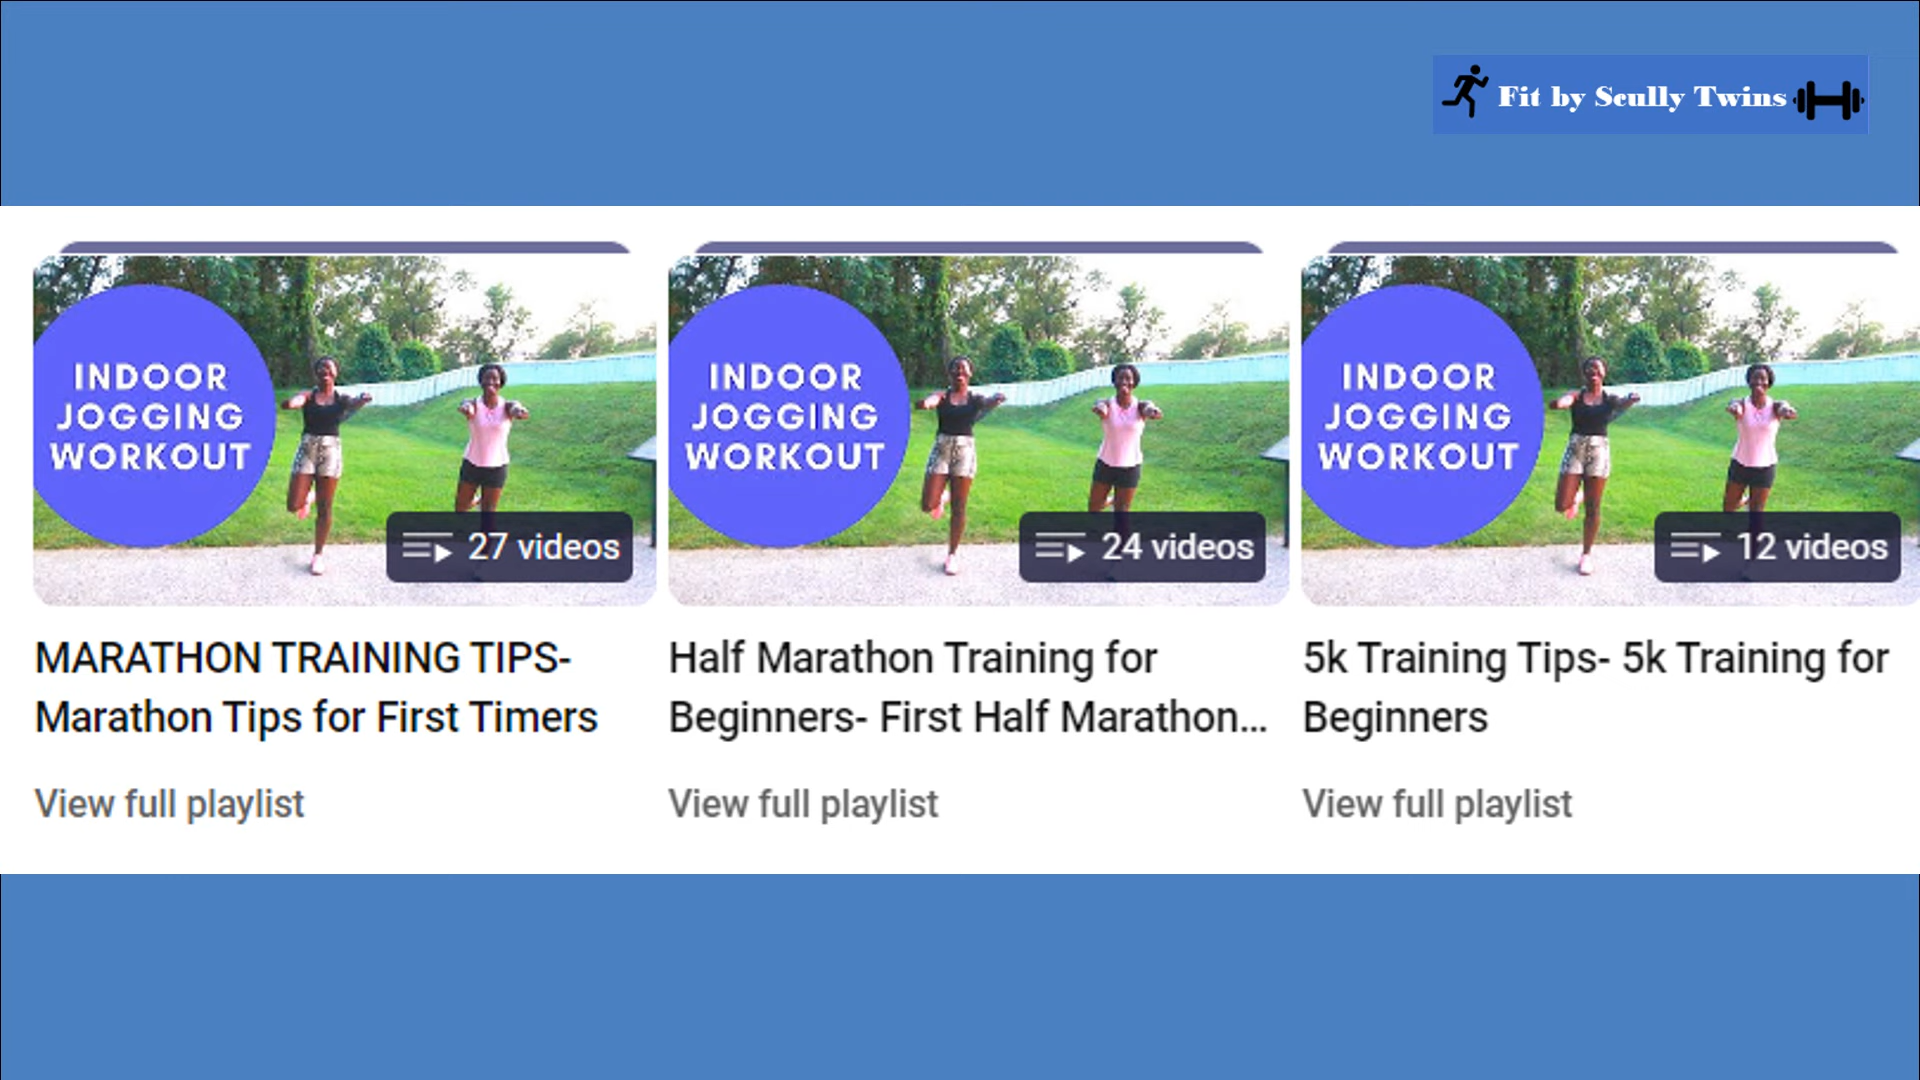 Fit by Scully Twins
INDOOR
JOGGING
WORKOUT
27 videos
MARATHON TRAINING TIPS-
Marathon Tips for First Timers
View full playlist
INDOOR
JOGGING
WORKOUT
24 videos
Half Marathon Training for
Beginners- First Half Marathon...
View full playlist
INDOOR
JOGGING
WORKOUT
12 videos
5k Training Tips- 5k Training for
Beginners
View full playlist